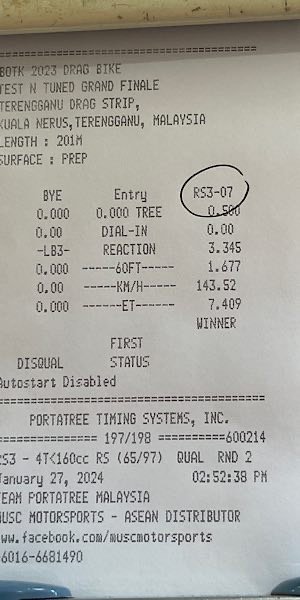 =================================
BOTK 2023 DRAG BIKE
TEST N TUNED GRAND FINALE
TERENGGANU DRAG STRIP,
KUALA NERUS,TERENGGANU, MALAYSIA
LENGTH : 201M
SURFACE : PREP
BYE Entry RS3-07
0.000 0.000 TREE 0.500
0.00 DIAL-IN 0.00
-LB3- REACTION 3.345
0.000 ------60FT----- 1.677
0.00 ------KM/H----- 143.52
0.000 -------ET------ 7.409
WINNER
FIRST
DISQUAL STATUS
Autostart Disabled
=================================
PORTATREE TIMING SYSTEMS, INC.
============= 197/198 ==========600214
RS3 - 4T<160cc RS (65/97) QUAL RND 2
January 27, 2024 02:52:38 PM
TEAM PORTATREE MALAYSIA
MUSC MOTORSPORTS - ASEAN DISTRIBUTOR
www.facebook.com/muscmotorsports
+6016-6681490